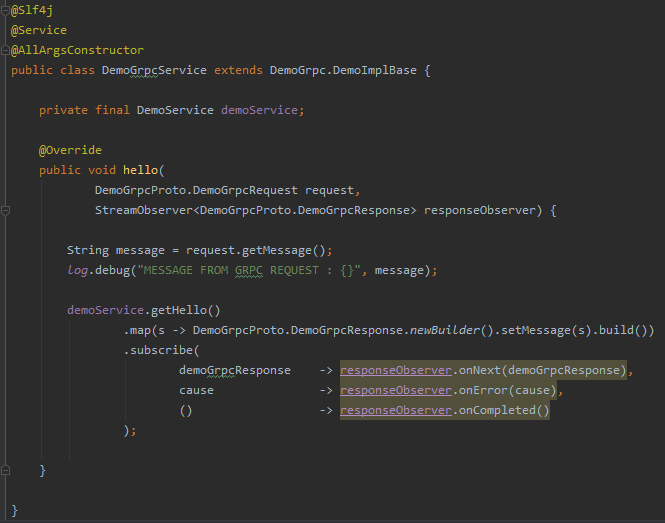 @Slf4j
@Service
@AllArgsConstructor
public class DemoGrpcService extends DemoGrpc.DemoImplBase {
private final DemoService demoService;
@Override
public void hello(
DemoGrpcProto.DemoGrpcRequest request,
StreamObserver<DemoGrpcProto.DemoGrpcResponse> responseObserver) {
String message = request.getMessage();
log.debug("MESSAGE FROM GRPC REQUEST : {}", message);
demoService.getHello()
.map(s -> DemoGrpcProto.DemoGrpcResponse.newBuilder().setMessage(s).build())
.subscribe(
demoGrpcResponse -> responseObserver.onNext(demoGrpcResponse),
cause -> responseObserver.onError(cause),
() -> responseObserver.onCompleted()
);
}
}